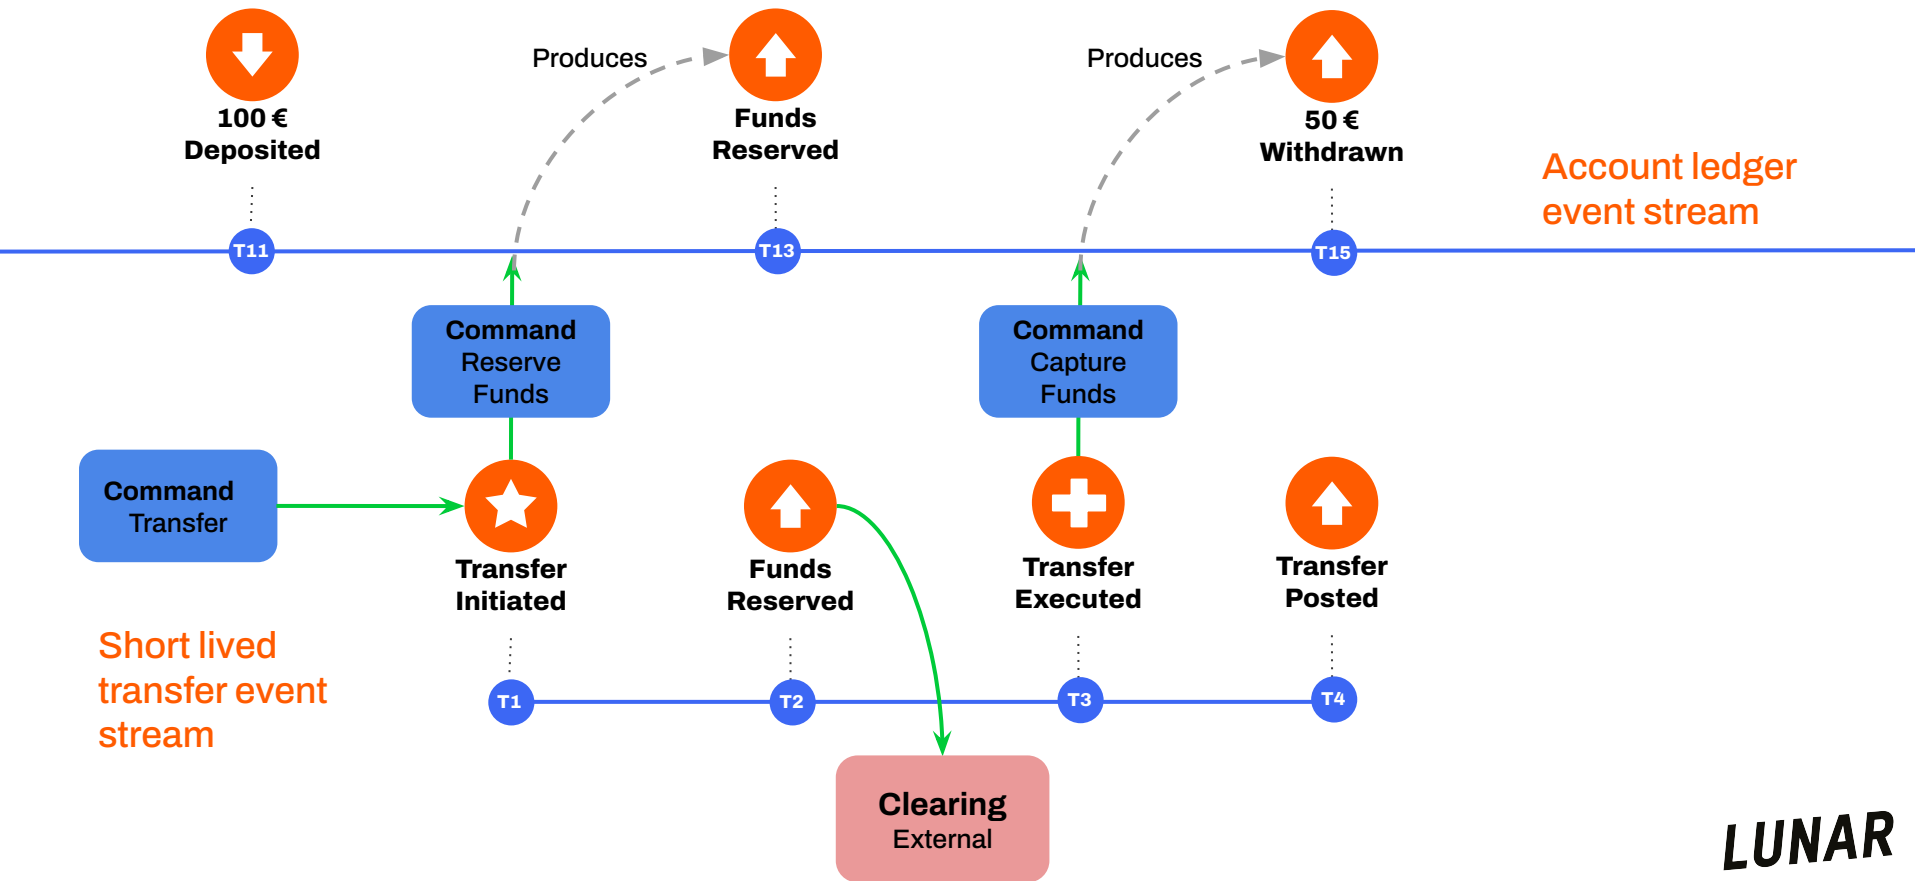 Produces
Produces
100 €
Deposited
Funds
Reserved
50 €
Withdrawn
Account ledger
event stream
T11
T13
T15
Command
Reserve
Funds
Command
Capture
Funds
Command
Transfer
Transfer
Initiated
Funds
Reserved
Transfer
Executed
Transfer
Posted
Short lived
transfer event
stream
T1
T2
T3
T4
Clearing
External
LUNAR